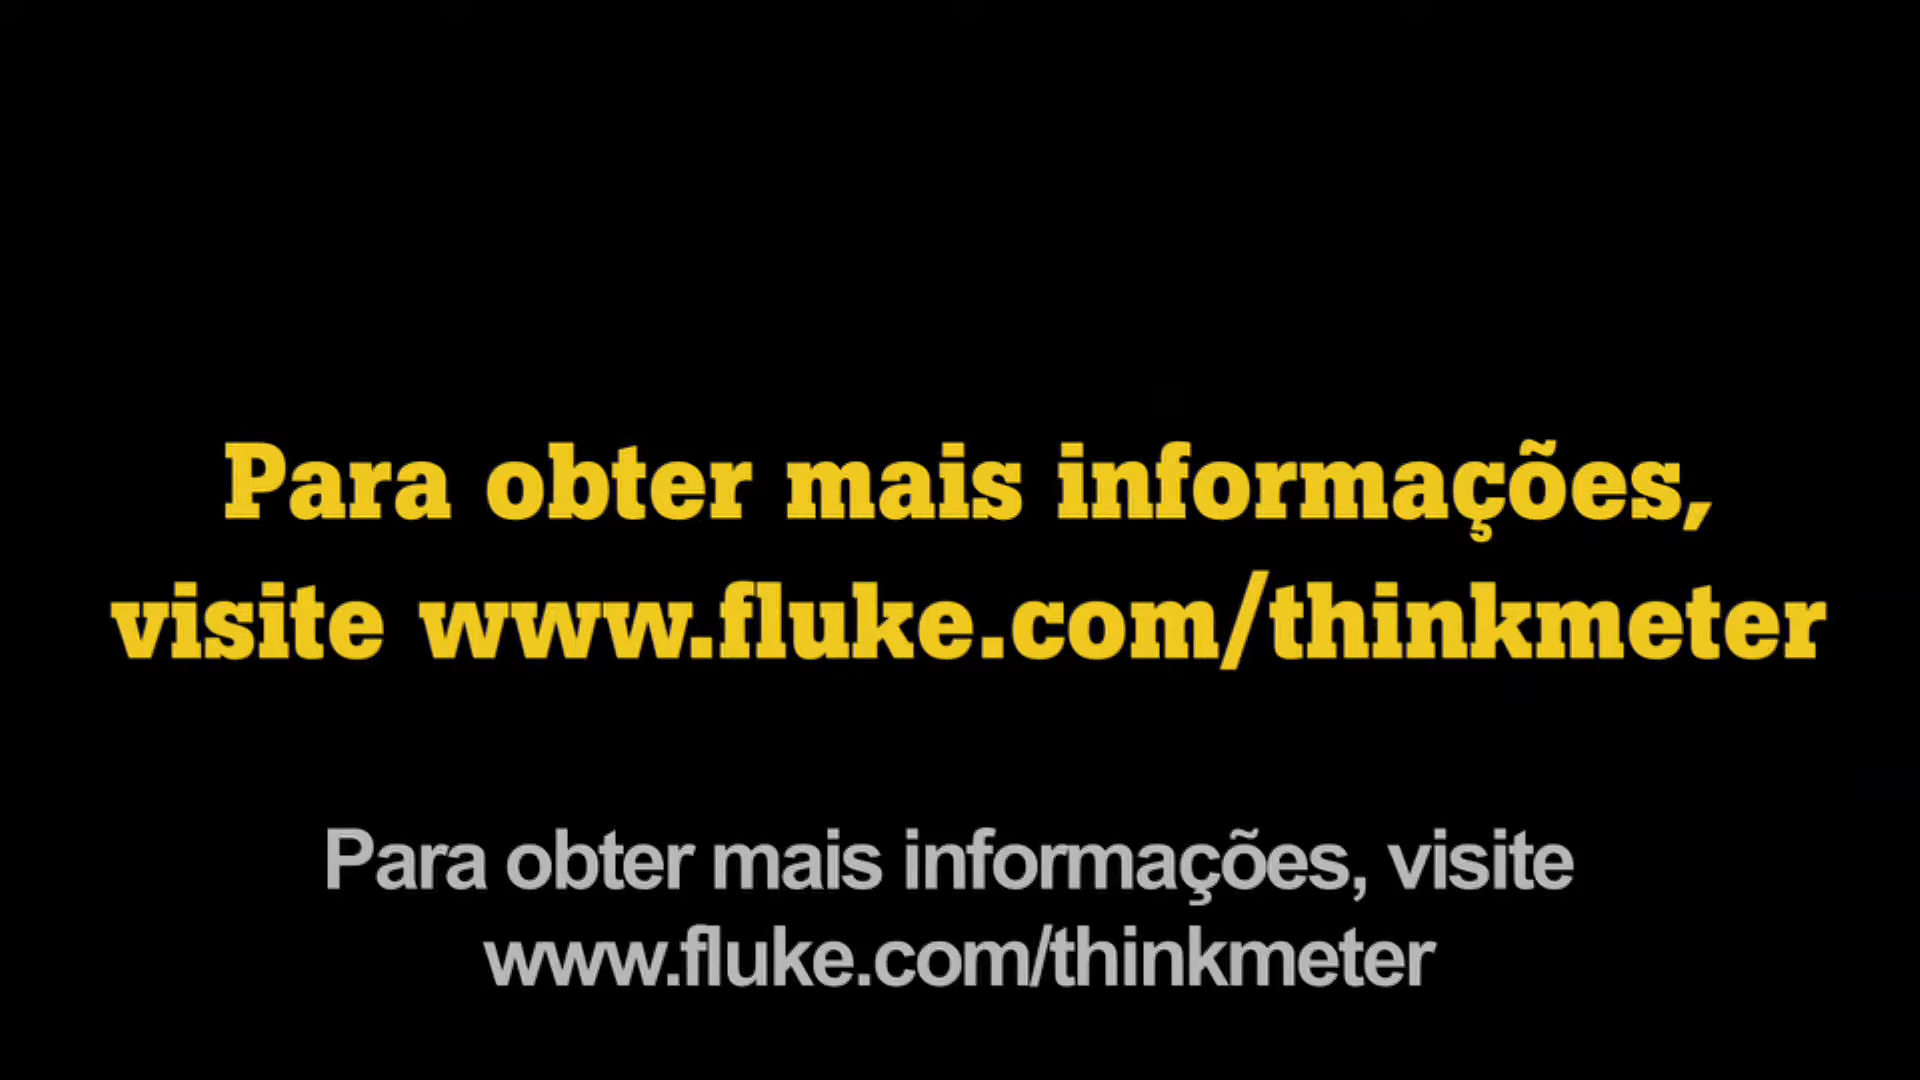 Para obter mais informações,
visite www.fluke.com/thinkmeter
Para obter mais informações, visite
www.fluke.com/thinkmeter